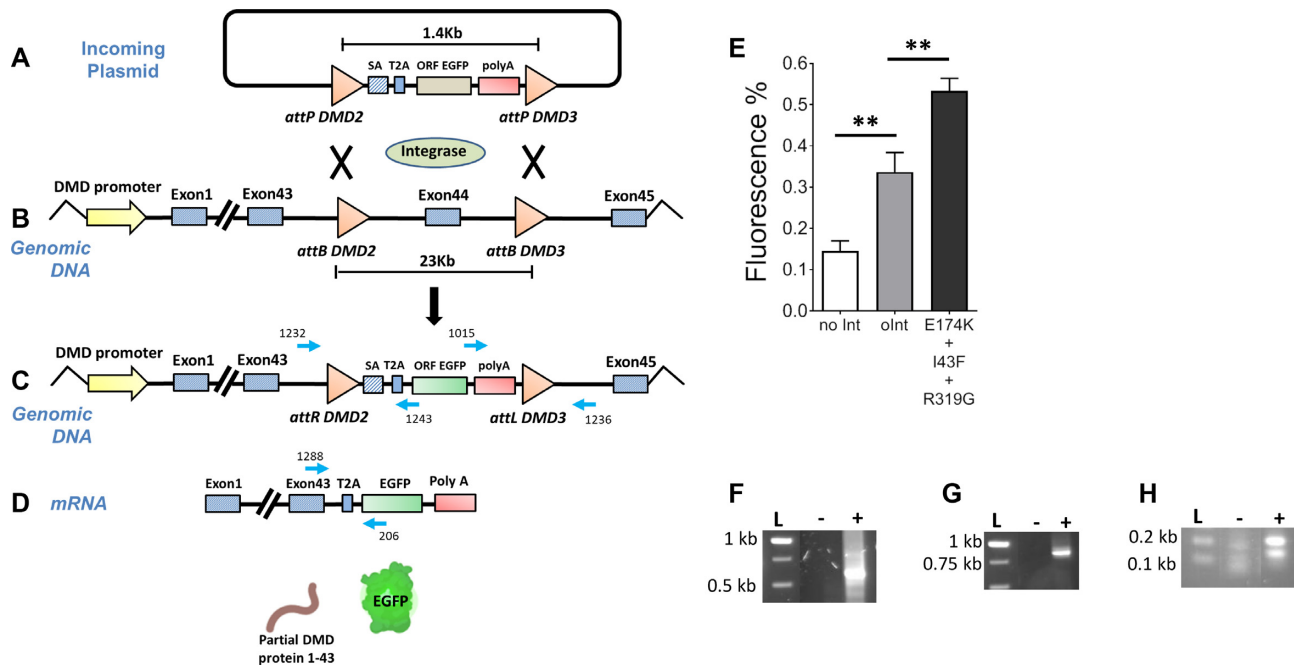 A
Incoming
Plasmid
1.4Kb
SA T2A ORF EGFP polyA
attP DMD2 attP DMD3
Integrase
B
DMD promoter Exon1 Exon43 Exon44 Exon45
Genomic
DNA
attB DMD2 attB DMD3
23Kb
C
1232 1015
DMD promoter Exon1 Exon43 SA T2A ORF EGFP polyA Exon45
Genomic
DNA
attR DMD2 1243 attL DMD3 1236
D
mRNA
1288
Exon1 Exon43 T2A EGFP Poly A
206
EGFP
Partial DMD
protein 1-43
E
Fluorescence %
0.6
0.5
0.4
0.3
0.2
0.1
0.0
**
**
no Int oInt E174K
+
I43F
+
R319G
F
L - +
1 kb
0.5 kb
G
L - +
1 kb
0.75 kb
H
L - +
0.2 kb
0.1 kb